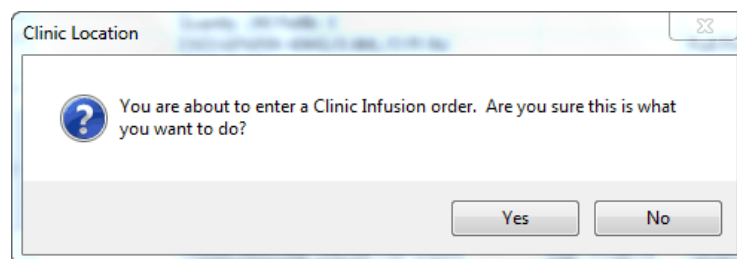 Clinic Location
You are about to enter a Clinic Infusion order.  Are you sure this is what
you want to do?
Yes No